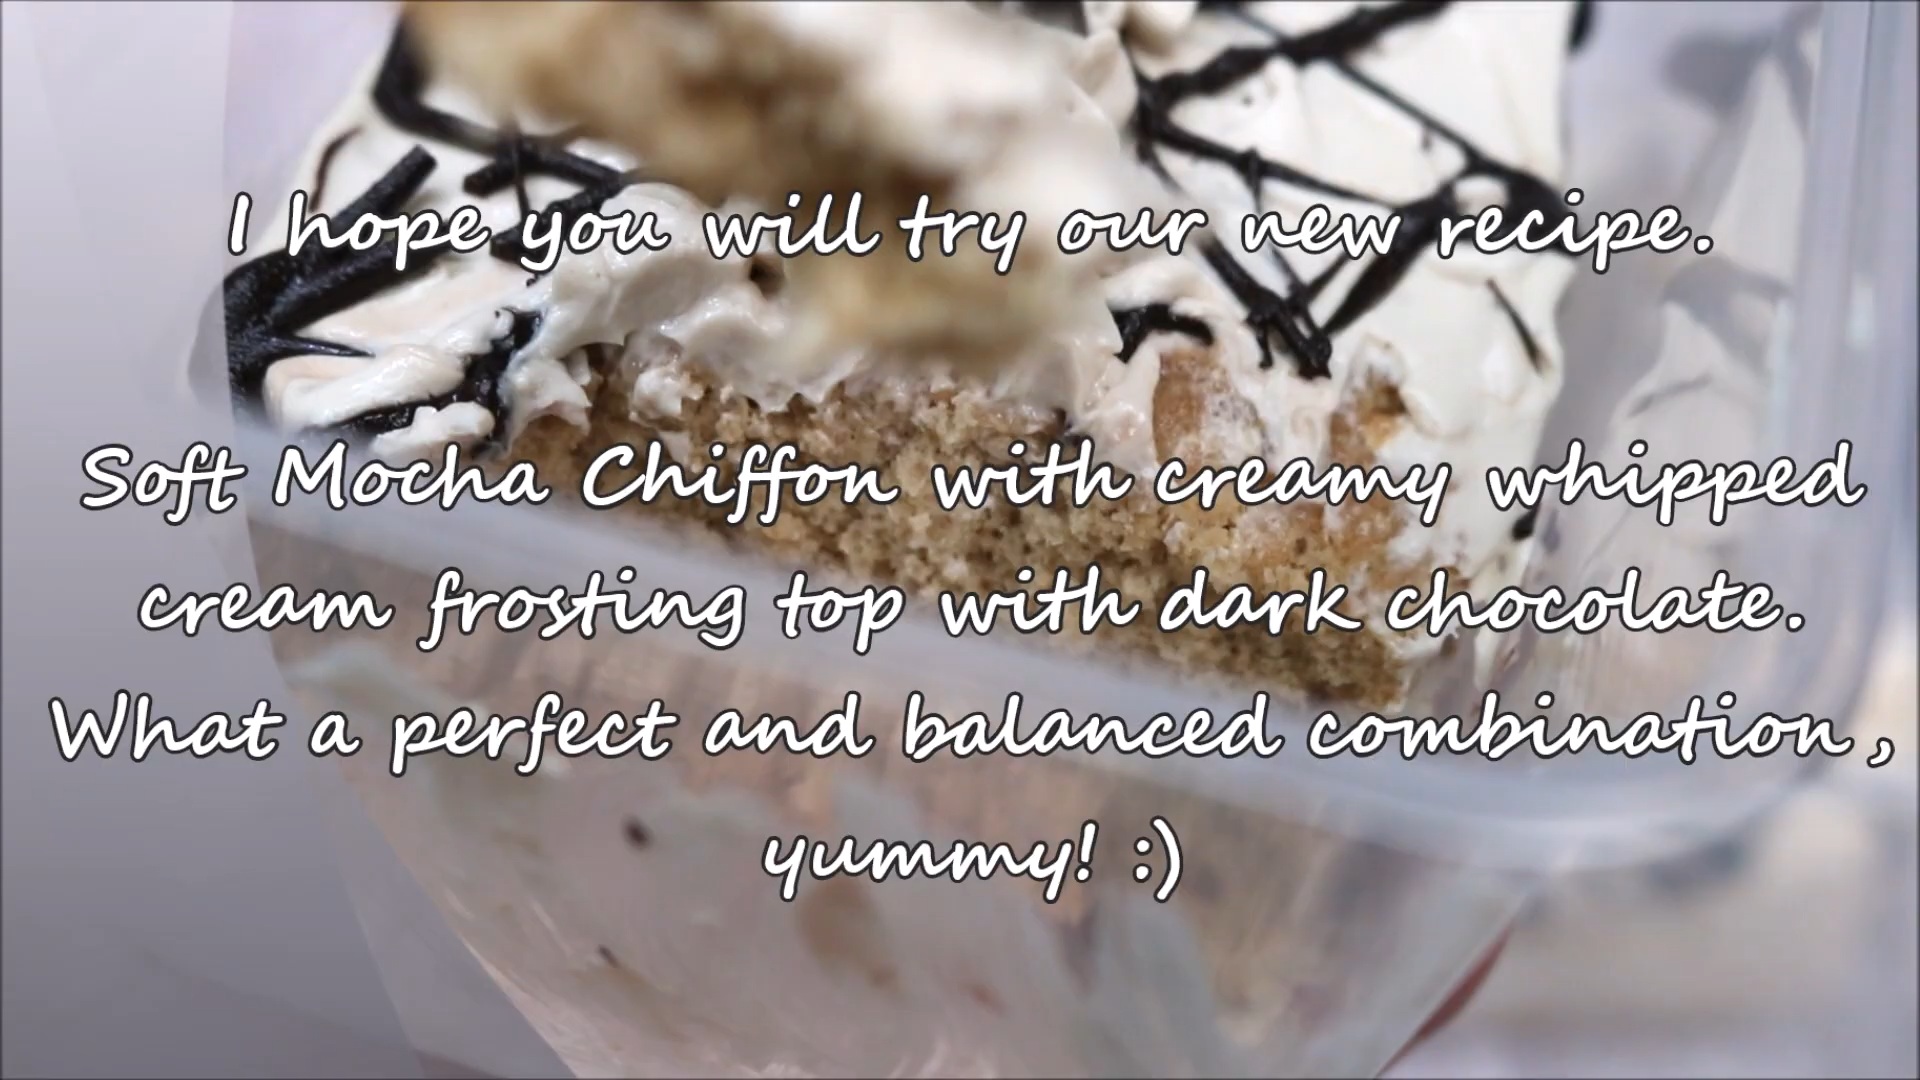 I hope you will try our new recipe.
Soft Mocha Chiffon with creamy whipped
cream frosting top with dark chocolate.
What a perfect and balanced combination,
yummy! :)